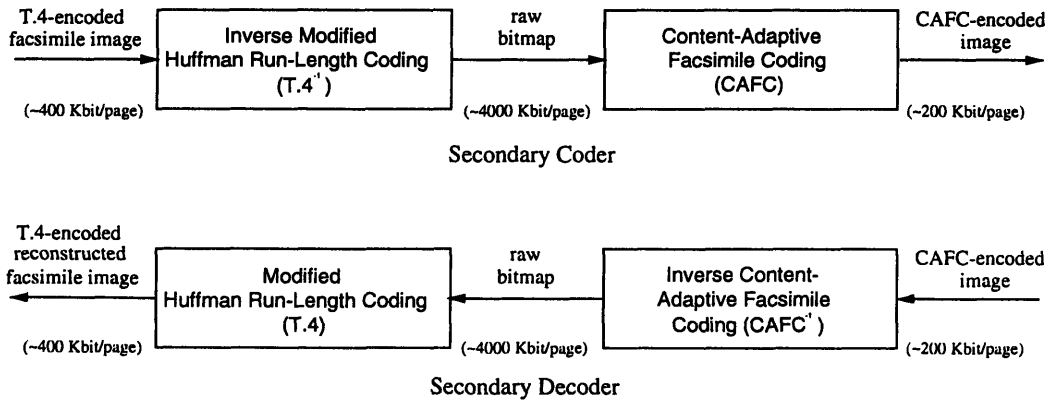 T.4-encoded
facsimile image
Inverse Modified
Huffman Run-Length Coding
(T.4⁻¹)
raw
bitmap
Content-Adaptive
Facsimile Coding
(CAFC)
CAFC-encoded
image
(~400 Kbit/page)
(~4000 Kbit/page)
(~200 Kbit/page)
Secondary Coder
T.4-encoded
reconstructed
facsimile image
Modified
Huffman Run-Length Coding
(T.4)
raw
bitmap
Inverse Content-
Adaptive Facsimile
Coding (CAFC⁻¹)
CAFC-encoded
image
(~400 Kbit/page)
(~4000 Kbit/page)
(~200 Kbit/page)
Secondary Decoder